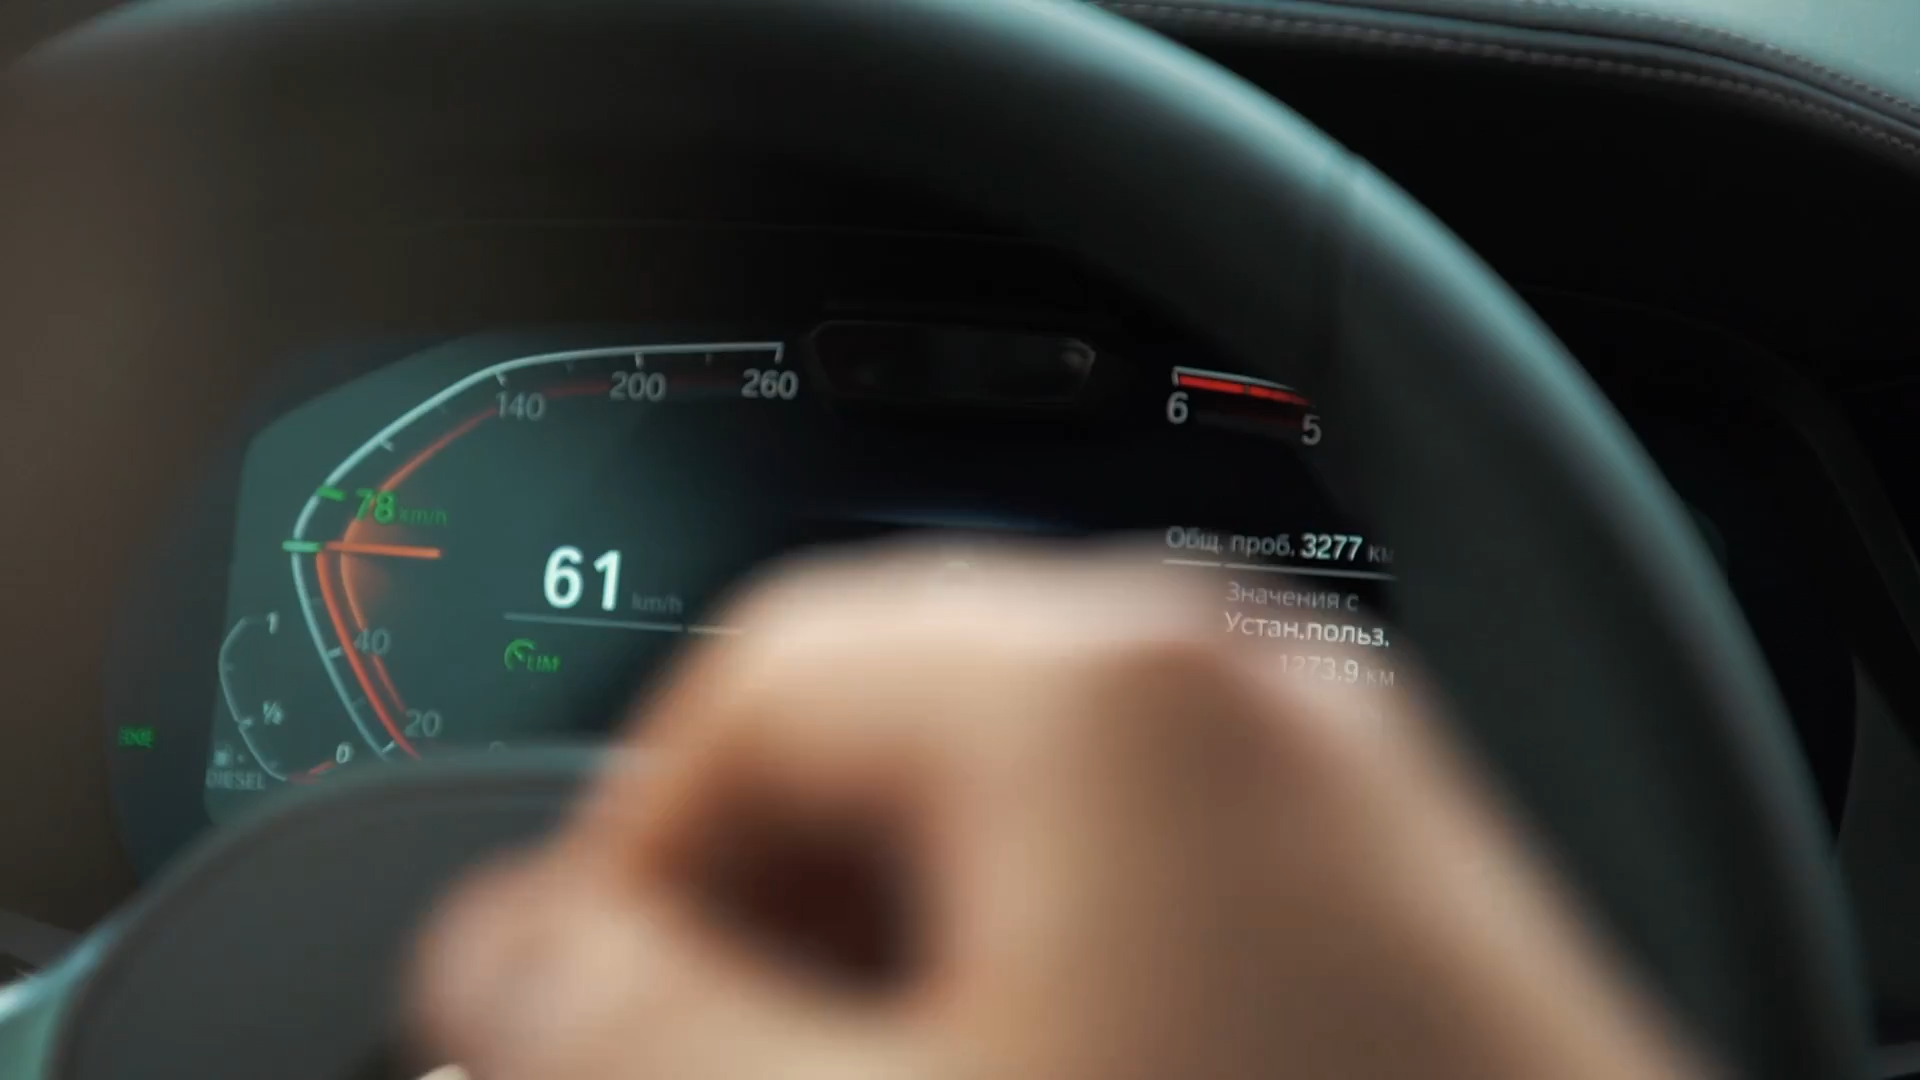 140 200 260
6 5
78 km/h
61 km/h
Общ. проб. 3277 км
Значения с
Устан.польз.
1273.9 км
40
LIM
20
1
½
0
DIESEL